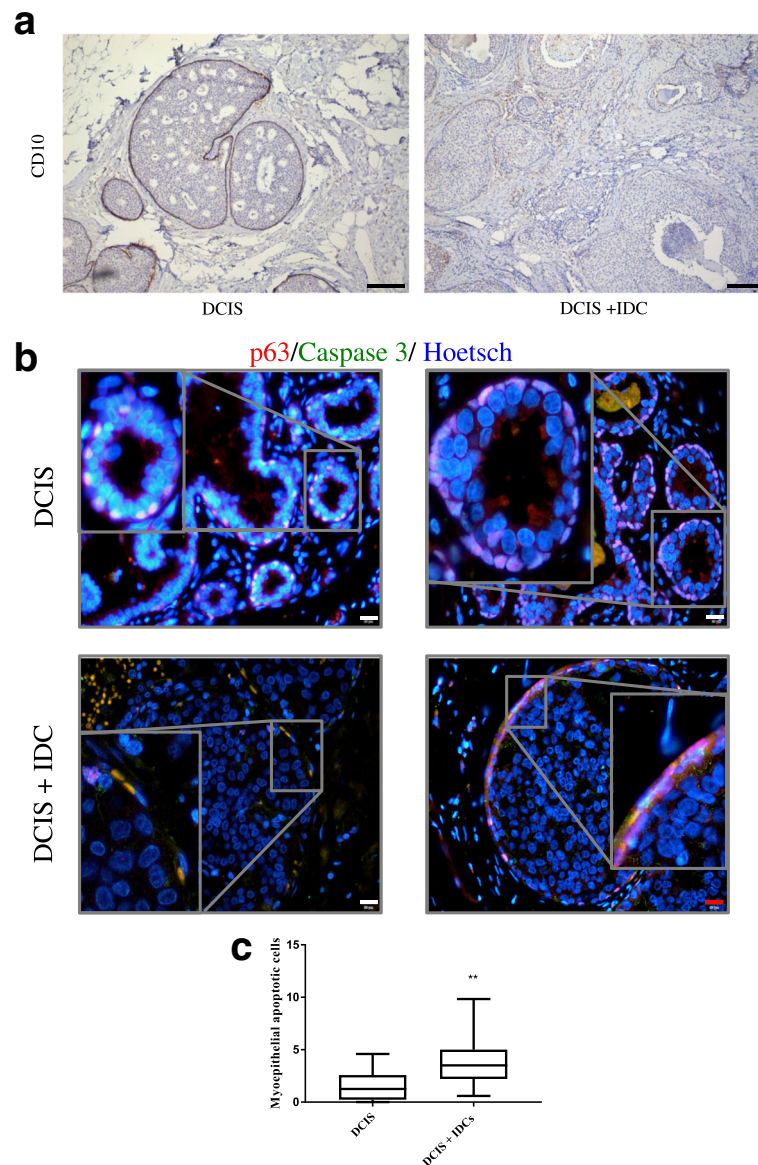 a
CD10
DCIS
DCIS +IDC
b
p63/Caspase 3/ Hoetsch
DCIS
DCIS + IDC
c
Myoepithelial apoptotic cells
15
10
5
0
**
DCIS
DCIS + IDCs